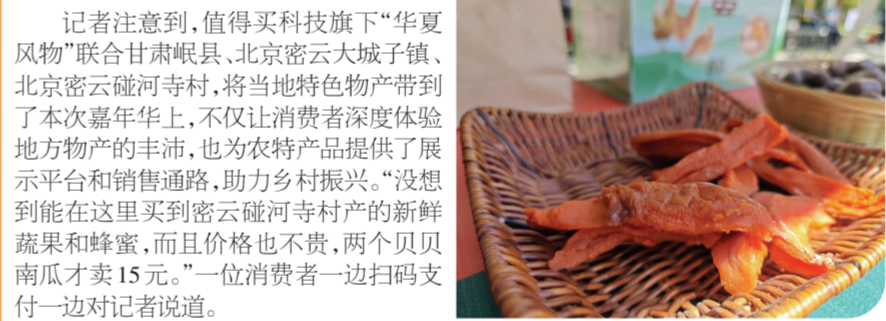 记者注意到，值得买科技旗下“华夏
风物”联合甘肃岷县、北京密云大城子镇、
北京密云碰河寺村，将当地特色物产带到
了本次嘉年华上，不仅让消费者深度体验
地方物产的丰沛，也为农特产品提供了展
示平台和销售通路，助力乡村振兴。“没想
到能在这里买到密云碰河寺村产的新鲜
蔬果和蜂蜜，而且价格也不贵，两个贝贝
南瓜才卖15元。”一位消费者一边扫码支
付一边对记者说道。